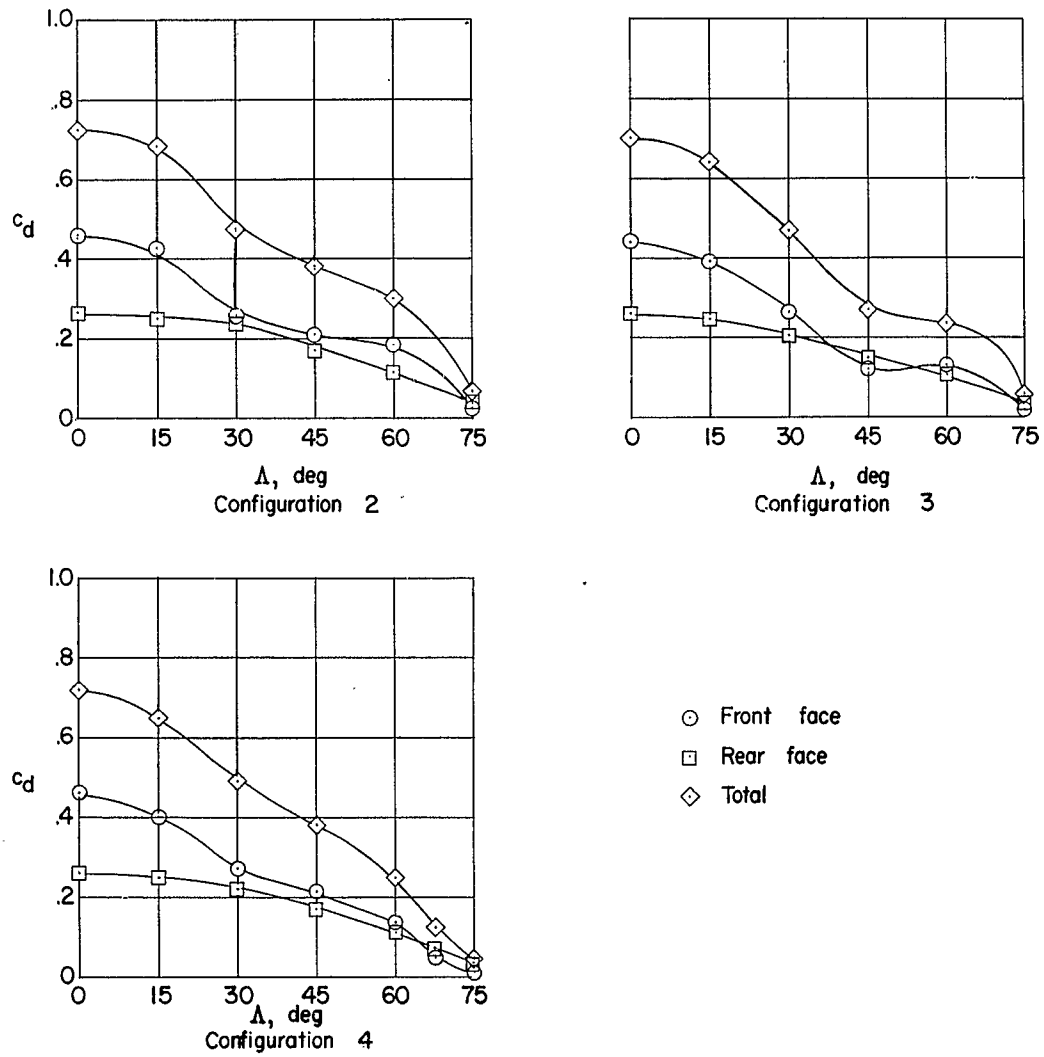 1.0
.8
.6
c_d
.4
.2
0
0 15 30 45 60 75
Λ, deg
Configuration 2
0 15 30 45 60 75
Λ, deg
Configuration 3
1.0
.8
.6
c_d
.4
.2
0
0 15 30 45 60 75
Λ, deg
Configuration 4
Front face
Rear face
Total